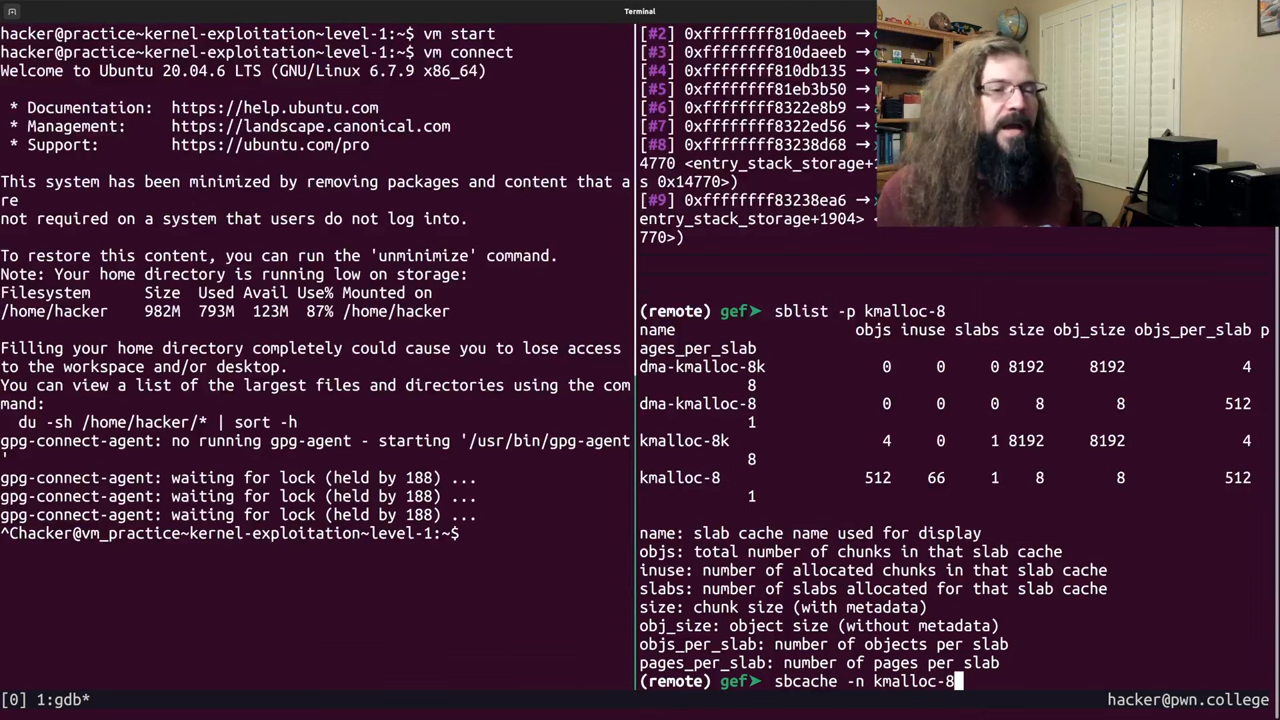 Terminal
hacker@practice~kernel-exploitation~level-1:~$ vm start
hacker@practice~kernel-exploitation~level-1:~$ vm connect
Welcome to Ubuntu 20.04.6 LTS (GNU/Linux 6.7.9 x86_64)
* Documentation:  https://help.ubuntu.com
* Management:     https://landscape.canonical.com
* Support:        https://ubuntu.com/pro
This system has been minimized by removing packages and content that a
re
not required on a system that users do not log into.
To restore this content, you can run the 'unminimize' command.
Note: Your home directory is running low on storage:
Filesystem      Size  Used Avail Use% Mounted on
/home/hacker    982M  793M  123M  87% /home/hacker
Filling your home directory completely could cause you to lose access
to the workspace and/or desktop.
You can view a list of the largest files and directories using the com
mand:
  du -sh /home/hacker/* | sort -h
gpg-connect-agent: no running gpg-agent - starting '/usr/bin/gpg-agent
'
gpg-connect-agent: waiting for lock (held by 188) ...
gpg-connect-agent: waiting for lock (held by 188) ...
gpg-connect-agent: waiting for lock (held by 188) ...
^Chacker@vm_practice~kernel-exploitation~level-1:~$
[#2] 0xffffffff810daeeb →
[#3] 0xffffffff810daeeb →
[#4] 0xffffffff810db135 →
[#5] 0xffffffff81eb3b50 →
[#6] 0xffffffff8322e8b9 →
[#7] 0xffffffff8322ed56 →
[#8] 0xffffffff83238d68 →
4770 <entry_stack_storage+
s 0x14770>)
[#9] 0xffffffff83238ea6 →
entry_stack_storage+1904> <
770>)
(remote) gef➤  sblist -p kmalloc-8
name                    objs inuse slabs size obj_size objs_per_slab p
ages_per_slab
dma-kmalloc-8k             0     0     0 8192     8192             4
            8
dma-kmalloc-8              0     0     0    8        8           512
            1
kmalloc-8k                 4     0     1 8192     8192             4
            8
kmalloc-8                512    66     1    8        8           512
            1
name: slab cache name used for display
objs: total number of chunks in that slab cache
inuse: number of allocated chunks in that slab cache
slabs: number of slabs allocated for that slab cache
size: chunk size (with metadata)
obj_size: object size (without metadata)
objs_per_slab: number of objects per slab
pages_per_slab: number of pages per slab
(remote) gef➤  sbcache -n kmalloc-8
[0] 1:gdb*
hacker@pwn.college